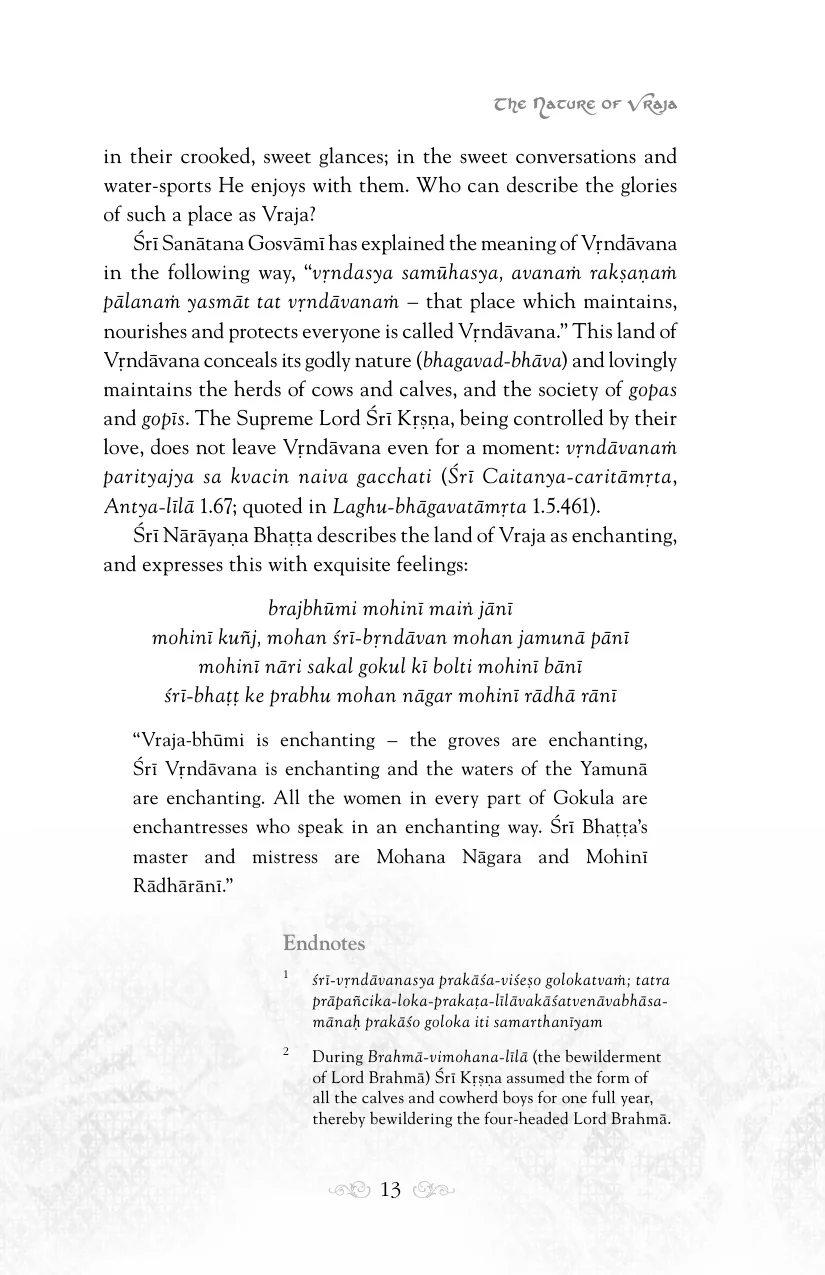 The Nature of Vraja
in their crooked, sweet glances; in the sweet conversations and
water-sports He enjoys with them. Who can describe the glories
of such a place as Vraja?
Śrī Sanātana Gosvāmī has explained the meaning of Vṛndāvana
in the following way, “vṛndasya samūhasya, avanaṁ rakṣaṇaṁ
pālanaṁ yasmāt tat vṛndāvanaṁ – that place which maintains,
nourishes and protects everyone is called Vṛndāvana.” This land of
Vṛndāvana conceals its godly nature (bhagavad-bhāva) and lovingly
maintains the herds of cows and calves, and the society of gopas
and gopīs. The Supreme Lord Śrī Kṛṣṇa, being controlled by their
love, does not leave Vṛndāvana even for a moment: vṛndāvanaṁ
parityajya sa kvacin naiva gacchati (Śrī Caitanya-caritāmṛta,
Antya-līlā 1.67; quoted in Laghu-bhāgavatāmṛta 1.5.461).
Śrī Nārāyaṇa Bhaṭṭa describes the land of Vraja as enchanting,
and expresses this with exquisite feelings:
brajbhūmi mohinī maiṅ jānī
mohinī kuñj, mohan śrī-bṛndāvan mohan jamunā pānī
mohinī nāri sakal gokul kī bolti mohinī bānī
śrī-bhaṭṭ ke prabhu mohan nāgar mohinī rādhā rānī
“Vraja-bhūmi is enchanting – the groves are enchanting,
Śrī Vṛndāvana is enchanting and the waters of the Yamunā
are enchanting. All the women in every part of Gokula are
enchantresses who speak in an enchanting way. Śrī Bhaṭṭa’s
master and mistress are Mohana Nāgara and Mohinī
Rādhārānī.”
Endnotes
1 śrī-vṛndāvanasya prakāśa-viśeṣo golokatvaṁ; tatra
prāpañcika-loka-prakaṭa-līlāvakāśatvenāvabhāsa-
mānaḥ prakāśo goloka iti samarthanīyam
2 During Brahmā-vimohana-līlā (the bewilderment
of Lord Brahmā) Śrī Kṛṣṇa assumed the form of
all the calves and cowherd boys for one full year,
thereby bewildering the four-headed Lord Brahmā.
13